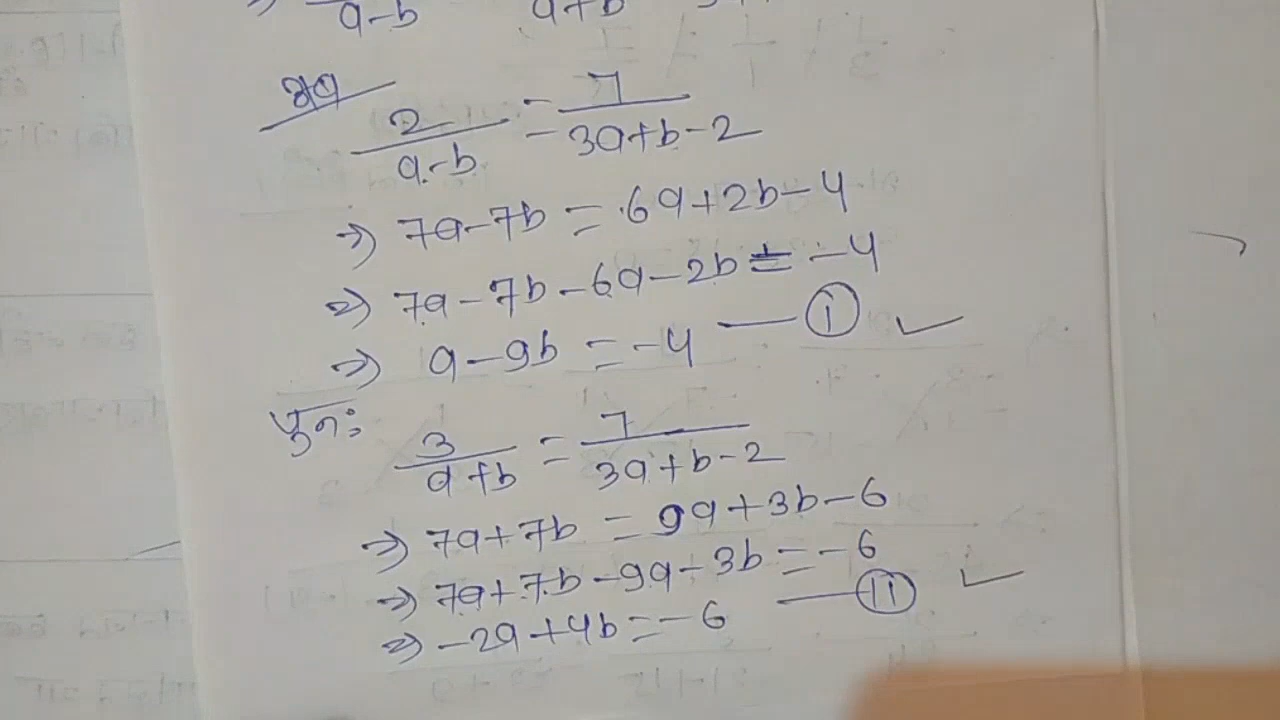 a-b a+b
अब
2/(a-b) = 7/(3a+b-2)
⇒ 7a-7b = 6a+2b-4
⇒ 7a-7b-6a-2b = -4
⇒ a-9b = -4 — (i) ✓
पुनः 3/(a+b) = 7/(3a+b-2)
⇒ 7a+7b = 9a+3b-6
⇒ 7a+7b-9a-3b = -6
⇒ -2a+4b = -6 — (ii) ✓